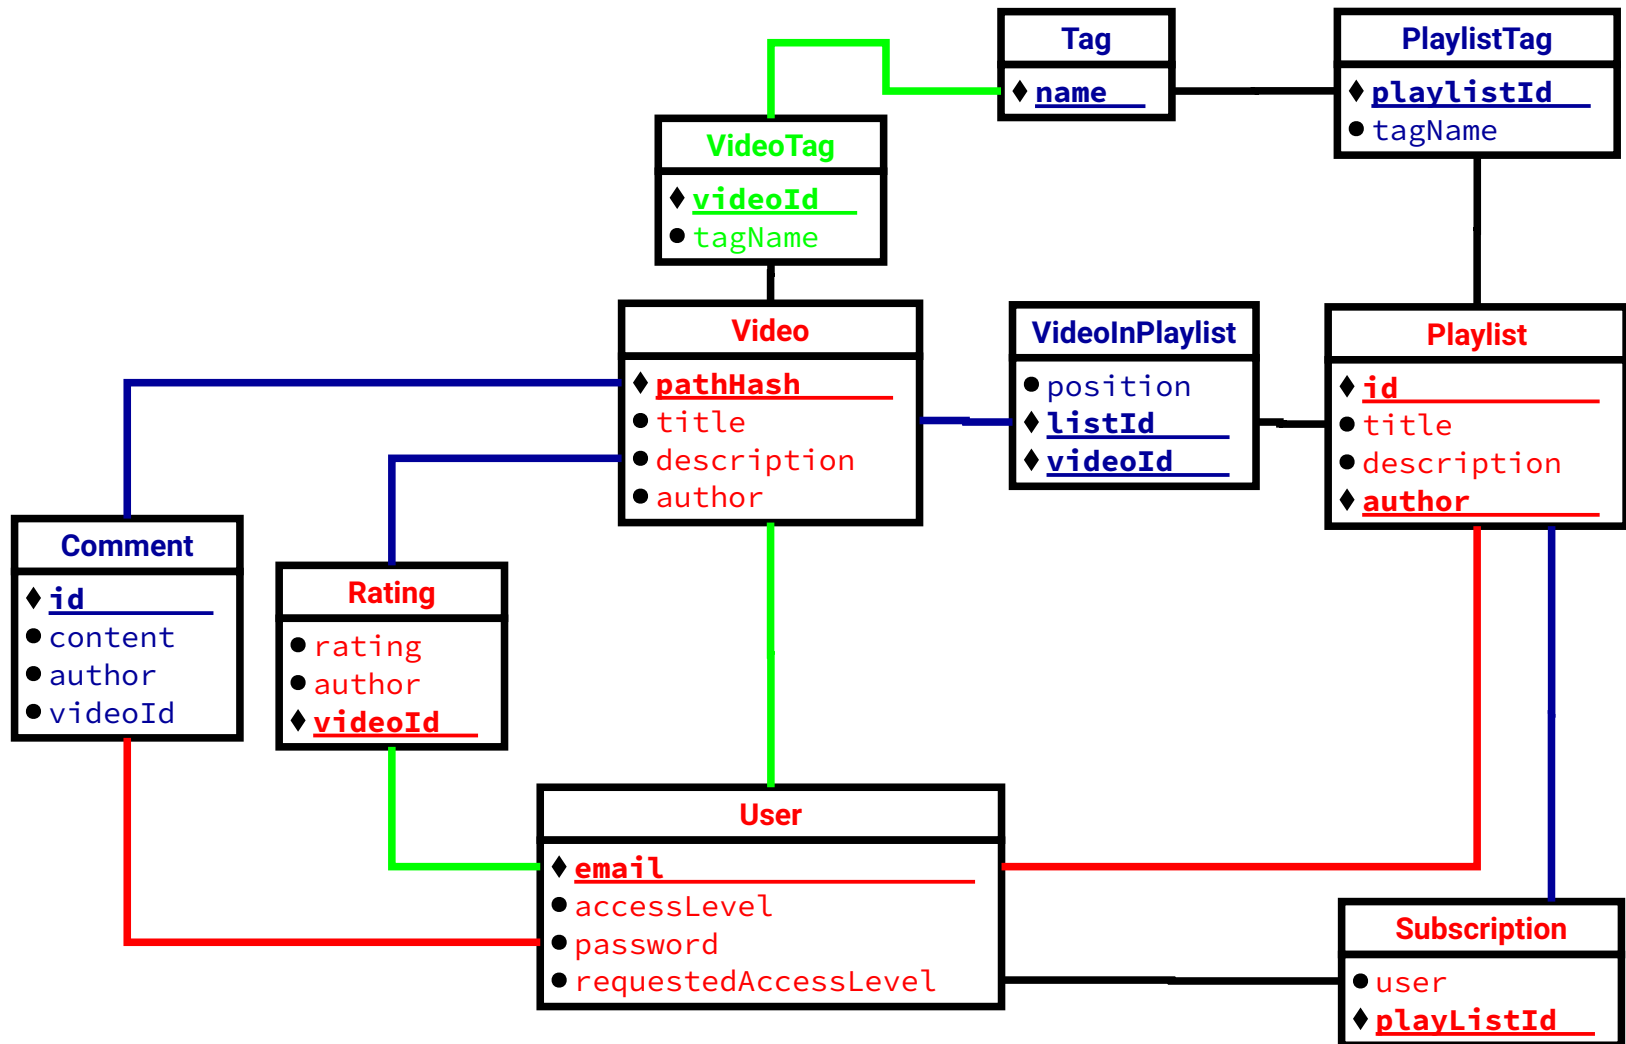 Tag
name
PlaylistTag
playlistId
tagName
VideoTag
videoId
tagName
Video
pathHash
title
description
author
VideoInPlaylist
position
listId
videoId
Playlist
id
title
description
author
Comment
id
content
author
videoId
Rating
rating
author
videoId
User
email
accessLevel
password
requestedAccessLevel
Subscription
user
playListId